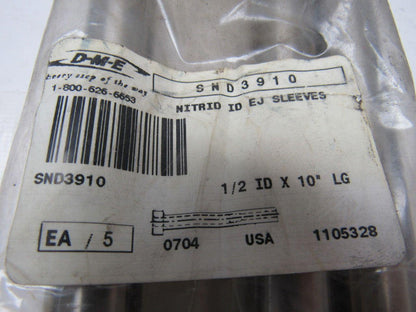 D-M-E
every step of the way
1-800-626-6653
SND3910
NITRID ID EJ SLEEVES
SND3910
1/2 ID X 10" LG
EA / 5
0704 USA 1105328